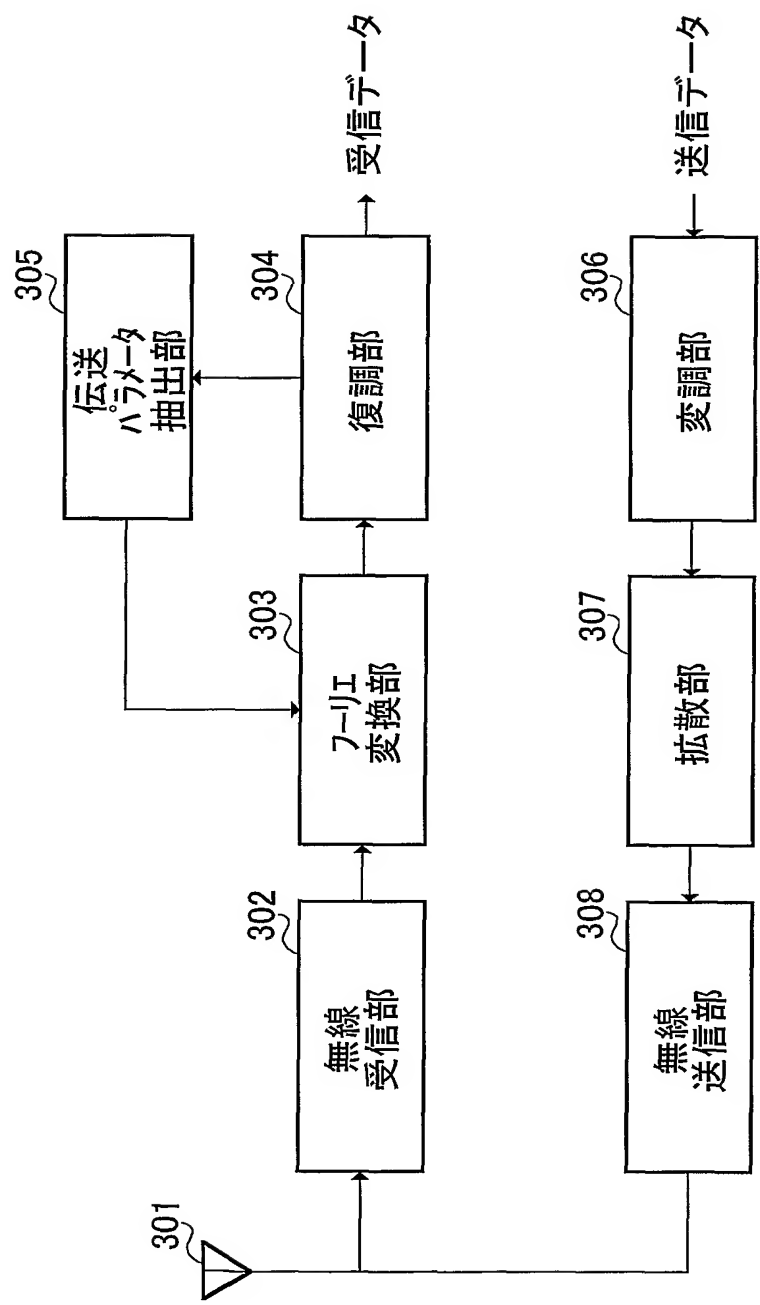 301
302
無線
受信部
303
フーリエ
変換部
304
復調部
受信データ
305
伝送
パラメータ
抽出部
306
変調部
送信データ
307
拡散部
308
無線
送信部